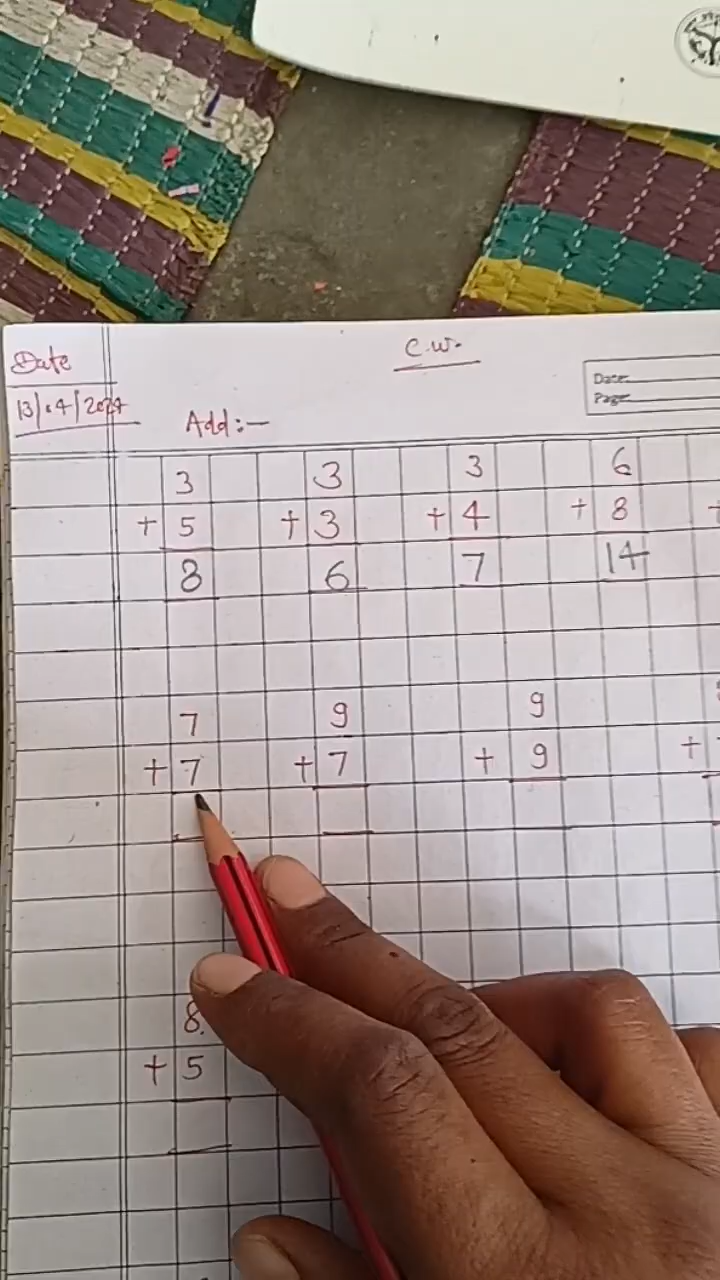 Date
C.W.
13/04/2024
Date
Page
Add:-
3 3 3 6
+ 5 + 3 + 4 + 8
8 6 7 14
7 9 9
+ 7 + 7 + 9 +
8
+ 5